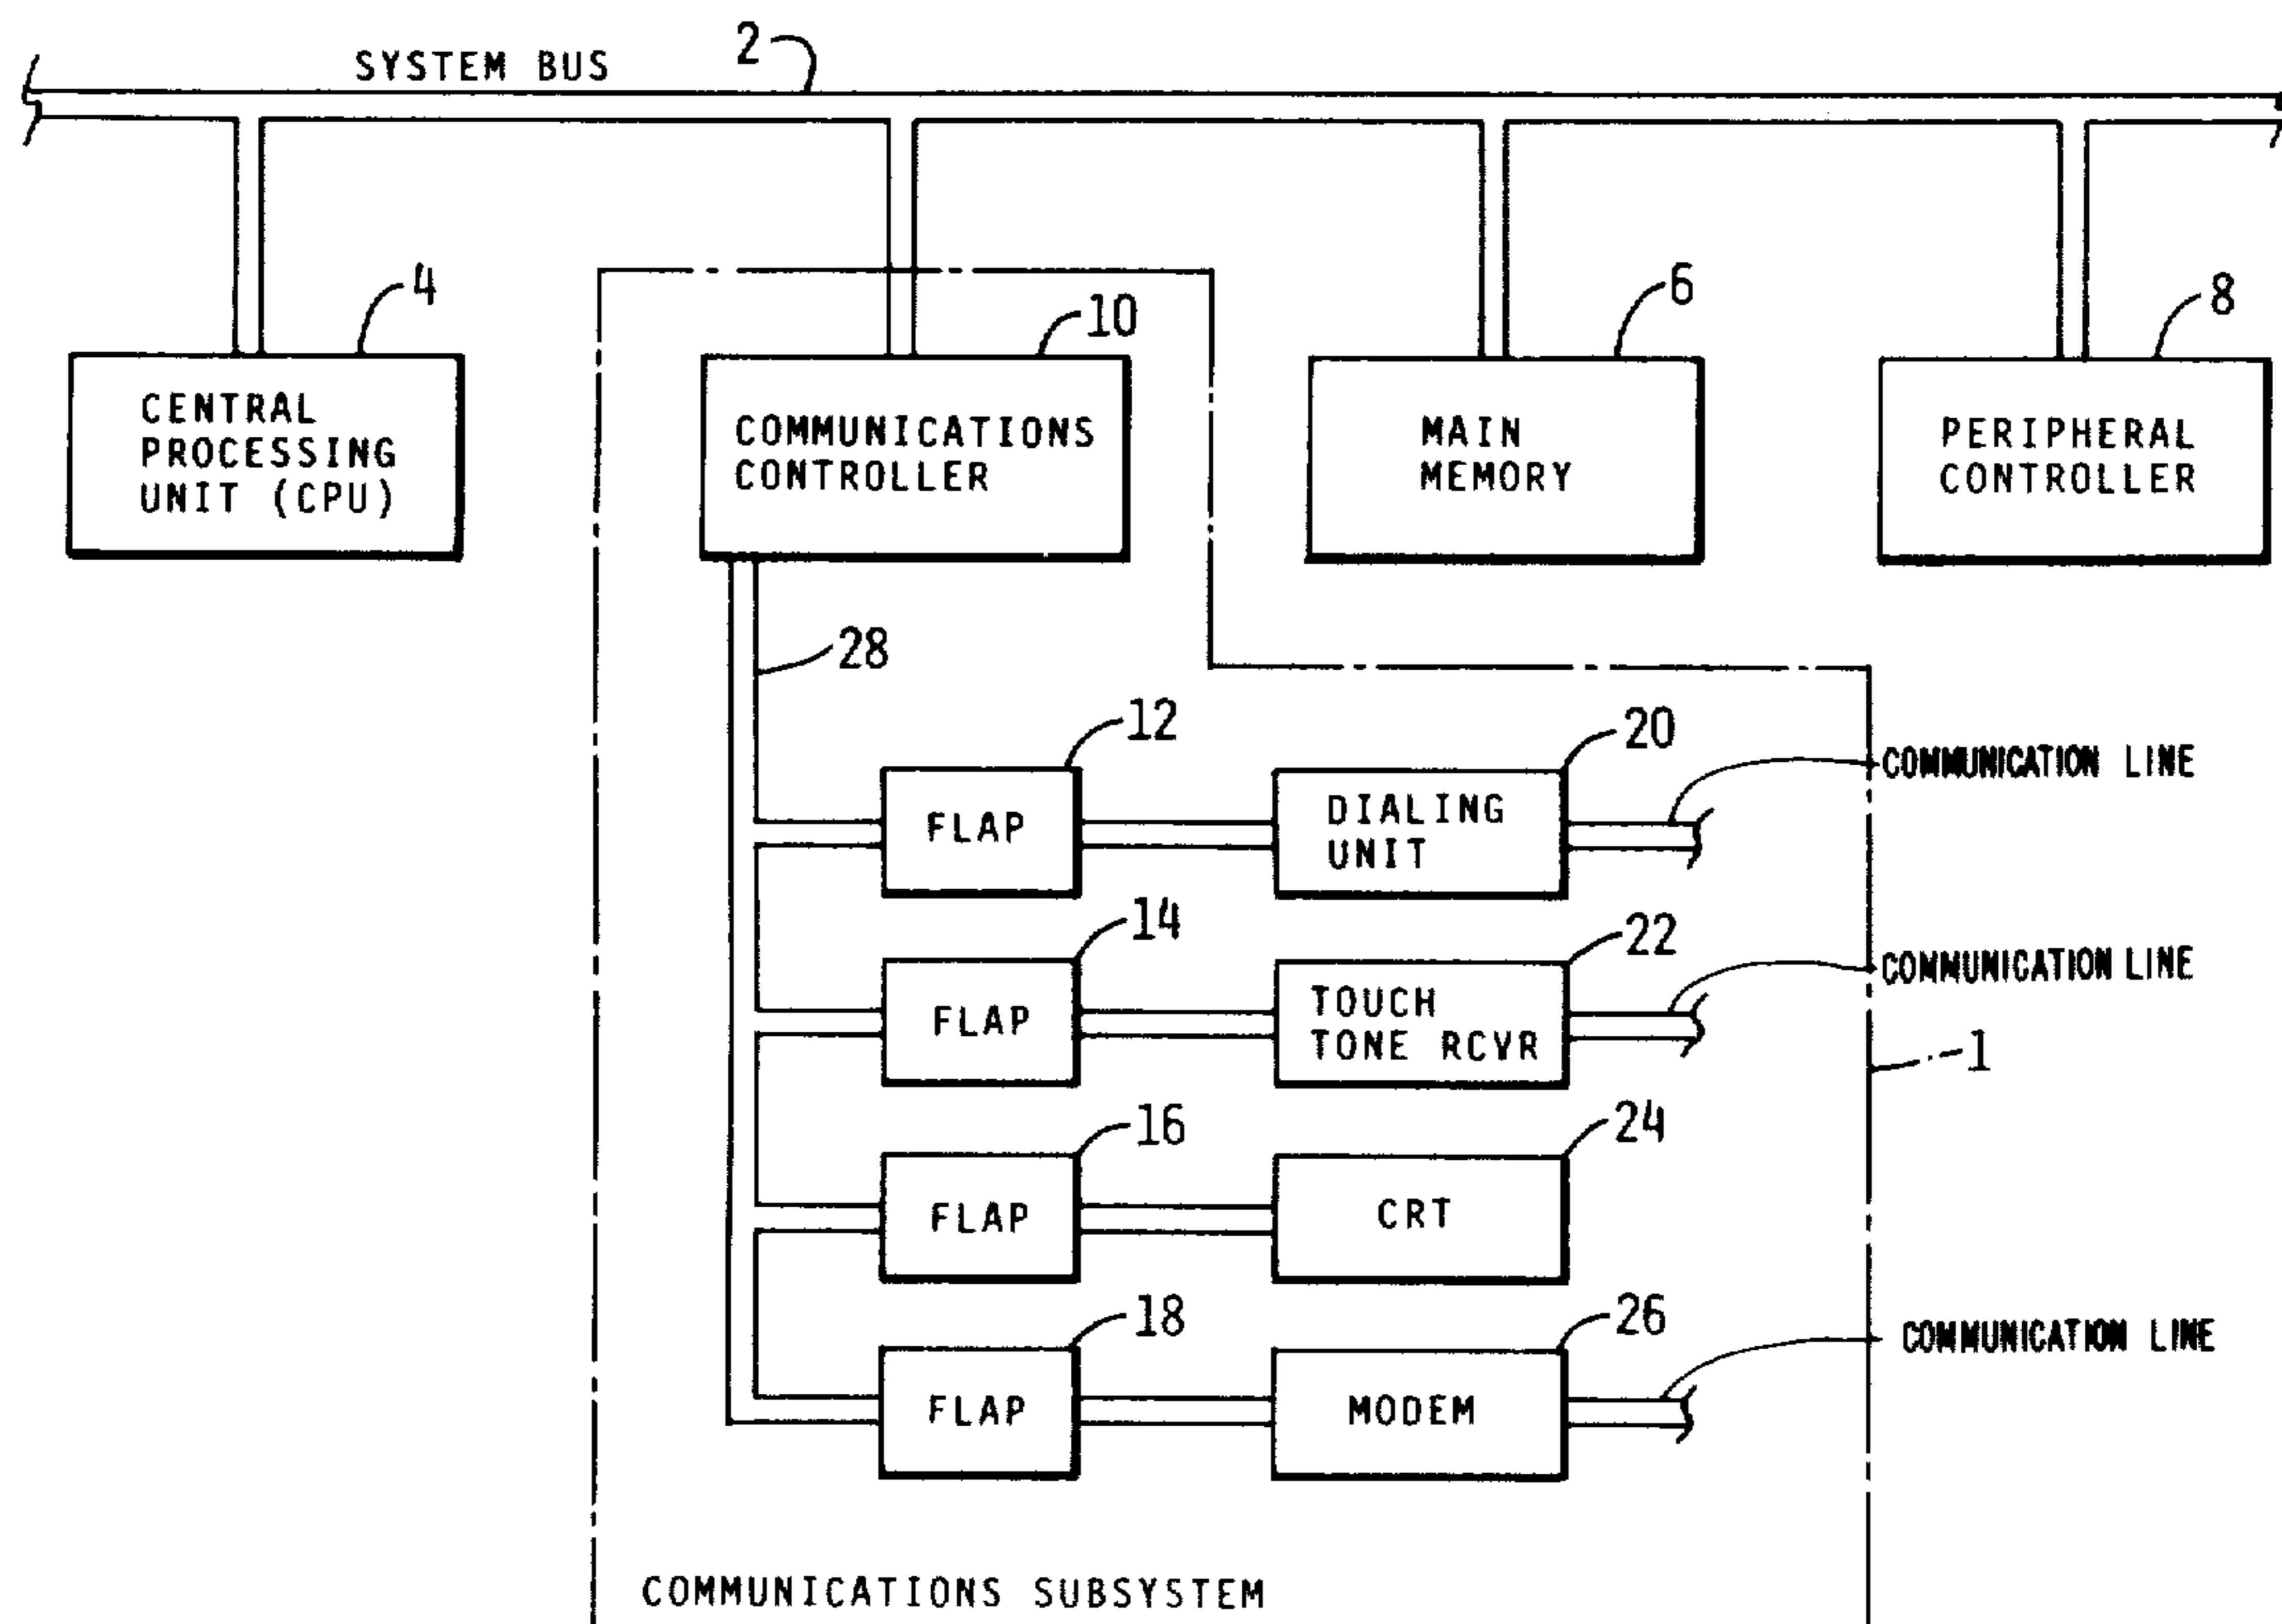 SYSTEM BUS
2
4
10
6
8
CENTRAL
PROCESSING
UNIT (CPU)
COMMUNICATIONS
CONTROLLER
MAIN
MEMORY
PERIPHERAL
CONTROLLER
28
12
20
COMMUNICATION LINE
FLAP
DIALING
UNIT
14
22
COMMUNICATION LINE
FLAP
TOUCH
TONE RCVR
1
16
24
FLAP
CRT
18
26
COMMUNICATION LINE
FLAP
MODEM
COMMUNICATIONS SUBSYSTEM